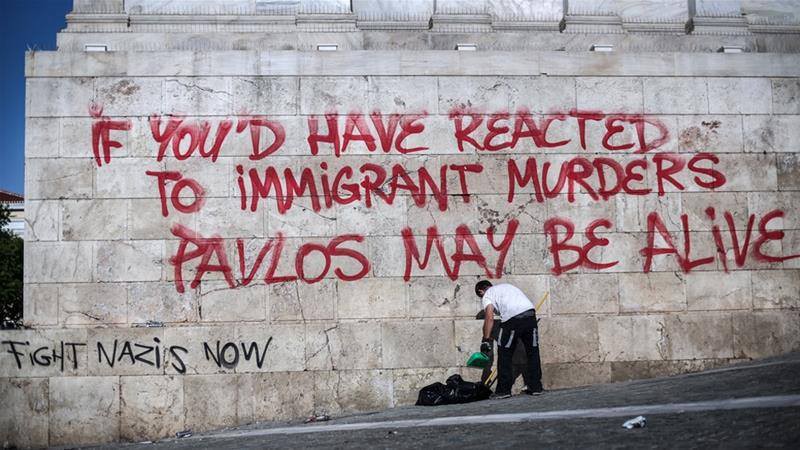 if You'D HAVE REACTED
To immigrant MURDERS
PAVLOS MAY BE ALiVE
FiGHT NAZiS NOW